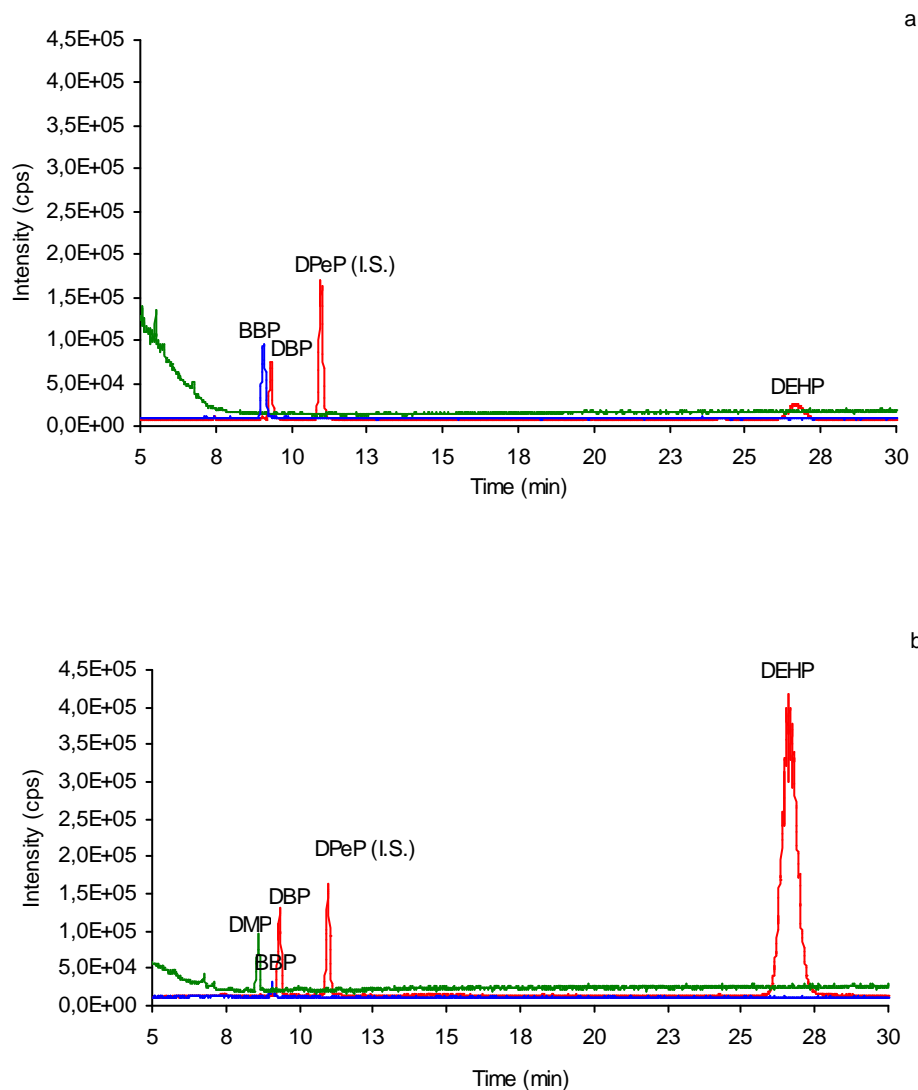 a
4,5E+05
4,0E+05
3,5E+05
3,0E+05
2,5E+05
2,0E+05
1,5E+05
1,0E+05
5,0E+04
0,0E+00
Intensity (cps)
DPeP (I.S.)
BBP
DBP
DEHP
5 8 10 13 15 18 20 23 25 28 30
Time (min)
b
4,5E+05
4,0E+05
3,5E+05
3,0E+05
2,5E+05
2,0E+05
1,5E+05
1,0E+05
5,0E+04
0,0E+00
Intensity (cps)
DEHP
DPeP (I.S.)
DBP
DMP
BBP
5 8 10 13 15 18 20 23 25 28 30
Time (min)